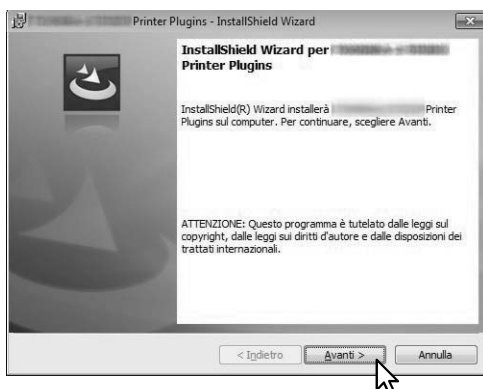 Printer Plugins - InstallShield Wizard
InstallShield Wizard per
Printer Plugins
InstallShield(R) Wizard installerà Printer
Plugins sul computer. Per continuare, scegliere Avanti.
ATTENZIONE: Questo programma è tutelato dalle leggi sul
copyright, dalle leggi sui diritti d'autore e dalle disposizioni dei
trattati internazionali.
< Indietro Avanti > Annulla